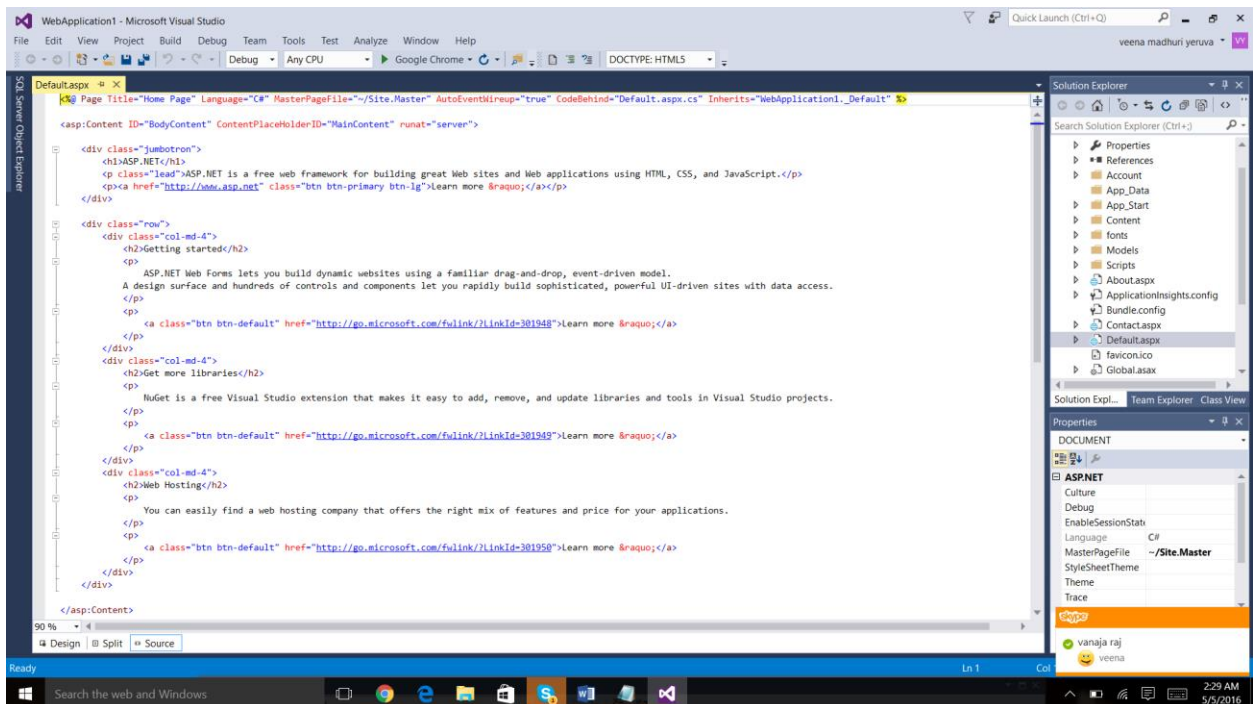 WebApplication1 - Microsoft Visual Studio
Quick Launch (Ctrl+Q)
File Edit View Project Build Debug Team Tools Test Analyze Window Help
veena madhuri yeruva VY
Debug Any CPU Google Chrome DOCTYPE: HTML5
SQL Server Object Explorer
Default.aspx
<%@ Page Title="Home Page" Language="C#" MasterPageFile="~/Site.Master" AutoEventWireup="true" CodeBehind="Default.aspx.cs" Inherits="WebApplication1._Default" %>
<asp:Content ID="BodyContent" ContentPlaceHolderID="MainContent" runat="server">
<div class="jumbotron">
<h1>ASP.NET</h1>
<p class="lead">ASP.NET is a free web framework for building great Web sites and Web applications using HTML, CSS, and JavaScript.</p>
<p><a href="http://www.asp.net" class="btn btn-primary btn-lg">Learn more &raquo;</a></p>
</div>
<div class="row">
<div class="col-md-4">
<h2>Getting started</h2>
<p>
ASP.NET Web Forms lets you build dynamic websites using a familiar drag-and-drop, event-driven model.
A design surface and hundreds of controls and components let you rapidly build sophisticated, powerful UI-driven sites with data access.
</p>
<p>
<a class="btn btn-default" href="http://go.microsoft.com/fwlink/?LinkId=301948">Learn more &raquo;</a>
</p>
</div>
<div class="col-md-4">
<h2>Get more libraries</h2>
<p>
NuGet is a free Visual Studio extension that makes it easy to add, remove, and update libraries and tools in Visual Studio projects.
</p>
<p>
<a class="btn btn-default" href="http://go.microsoft.com/fwlink/?LinkId=301949">Learn more &raquo;</a>
</p>
</div>
<div class="col-md-4">
<h2>Web Hosting</h2>
<p>
You can easily find a web hosting company that offers the right mix of features and price for your applications.
</p>
<p>
<a class="btn btn-default" href="http://go.microsoft.com/fwlink/?LinkId=301950">Learn more &raquo;</a>
</p>
</div>
</div>
</asp:Content>
90 %
Design Split Source
Solution Explorer
Search Solution Explorer (Ctrl+;)
Properties
References
Account
App_Data
App_Start
Content
fonts
Models
Scripts
About.aspx
ApplicationInsights.config
Bundle.config
Contact.aspx
Default.aspx
favicon.ico
Global.asax
Solution Expl... Team Explorer Class View
Properties
DOCUMENT
ASP.NET
Culture
Debug
EnableSessionStat
Language C#
MasterPageFile ~/Site.Master
StyleSheetTheme
Theme
Trace
skype
vanaja raj
veena
Ready Ln 1 Col
Search the web and Windows
2:29 AM
5/5/2016